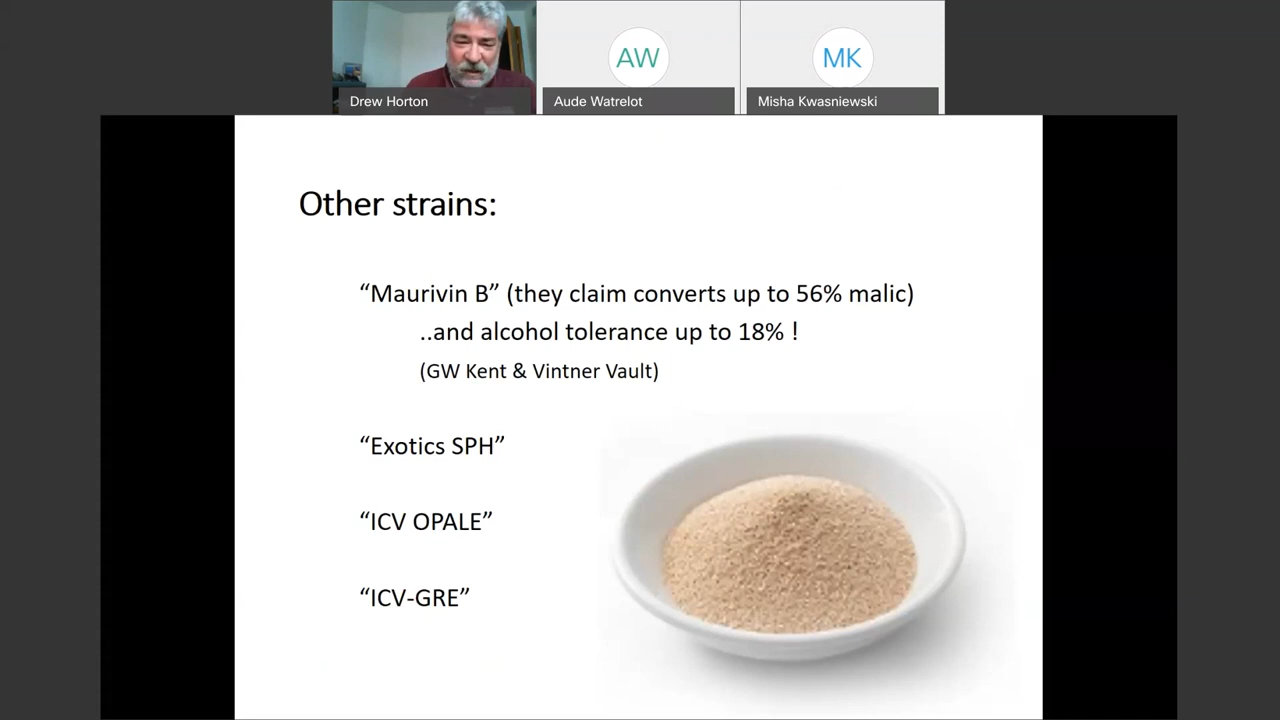 AW
MK
Drew Horton
Aude Watrelot
Misha Kwasniewski
Other strains:
“Maurivin B” (they claim converts up to 56% malic)
..and alcohol tolerance up to 18% !
(GW Kent & Vintner Vault)
“Exotics SPH”
“ICV OPALE”
“ICV-GRE”